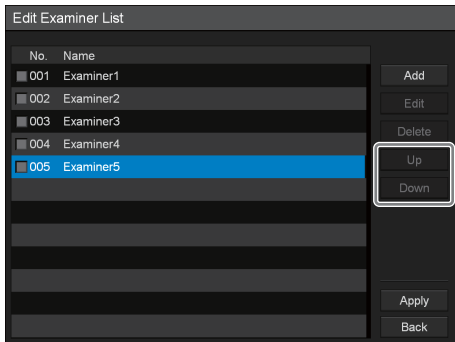 Edit Examiner List
No. Name
001 Examiner1
002 Examiner2
003 Examiner3
004 Examiner4
005 Examiner5
Add
Edit
Delete
Up
Down
Apply
Back